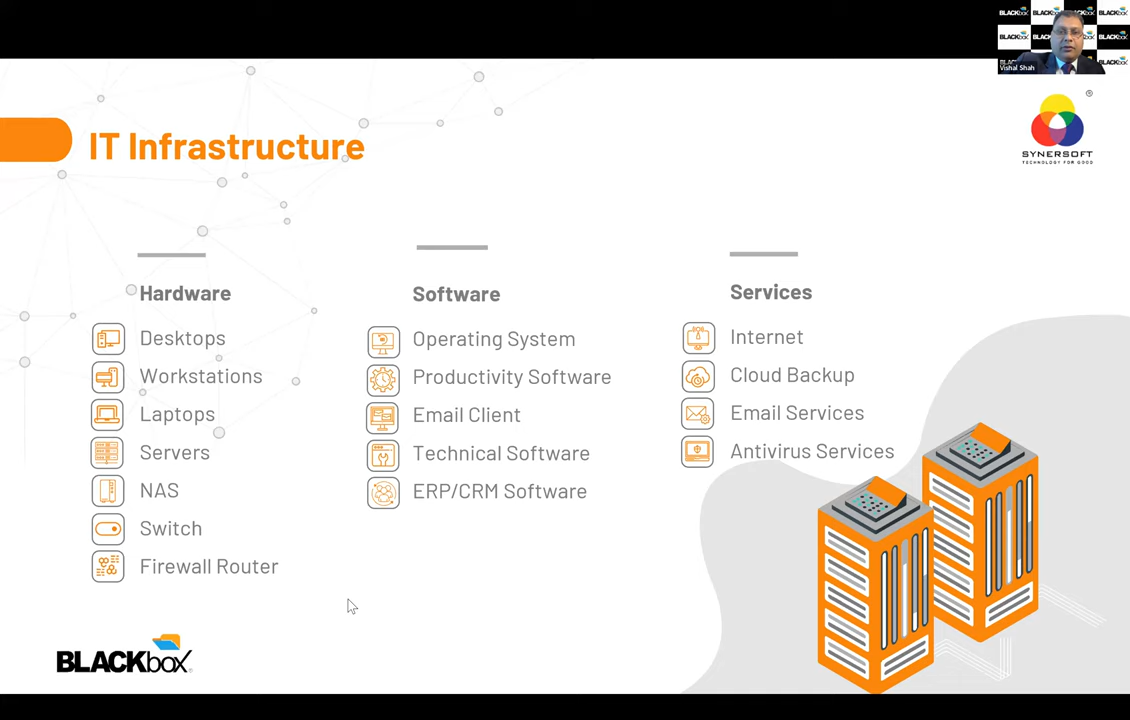 BLACKbox
Vishal Shah
SYNERSOFT
TECHNOLOGY FOR GOOD
IT Infrastructure
Hardware
Desktops
Workstations
Laptops
Servers
NAS
Switch
Firewall Router
Software
Operating System
Productivity Software
Email Client
Technical Software
ERP/CRM Software
Services
Internet
Cloud Backup
Email Services
Antivirus Services
BLACKbox